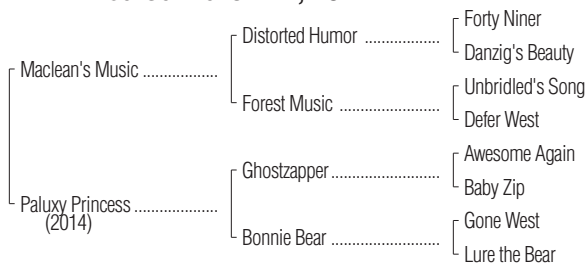 Forty Niner
Distorted Humor ..................
Danzig's Beauty
Maclean's Music ..................
Unbridled's Song
Forest Music ........................
Defer West
Awesome Again
Ghostzapper..........................
Baby Zip
Paluxy Princess ....................
(2014)
Gone West
Bonnie Bear ..........................
Lure the Bear